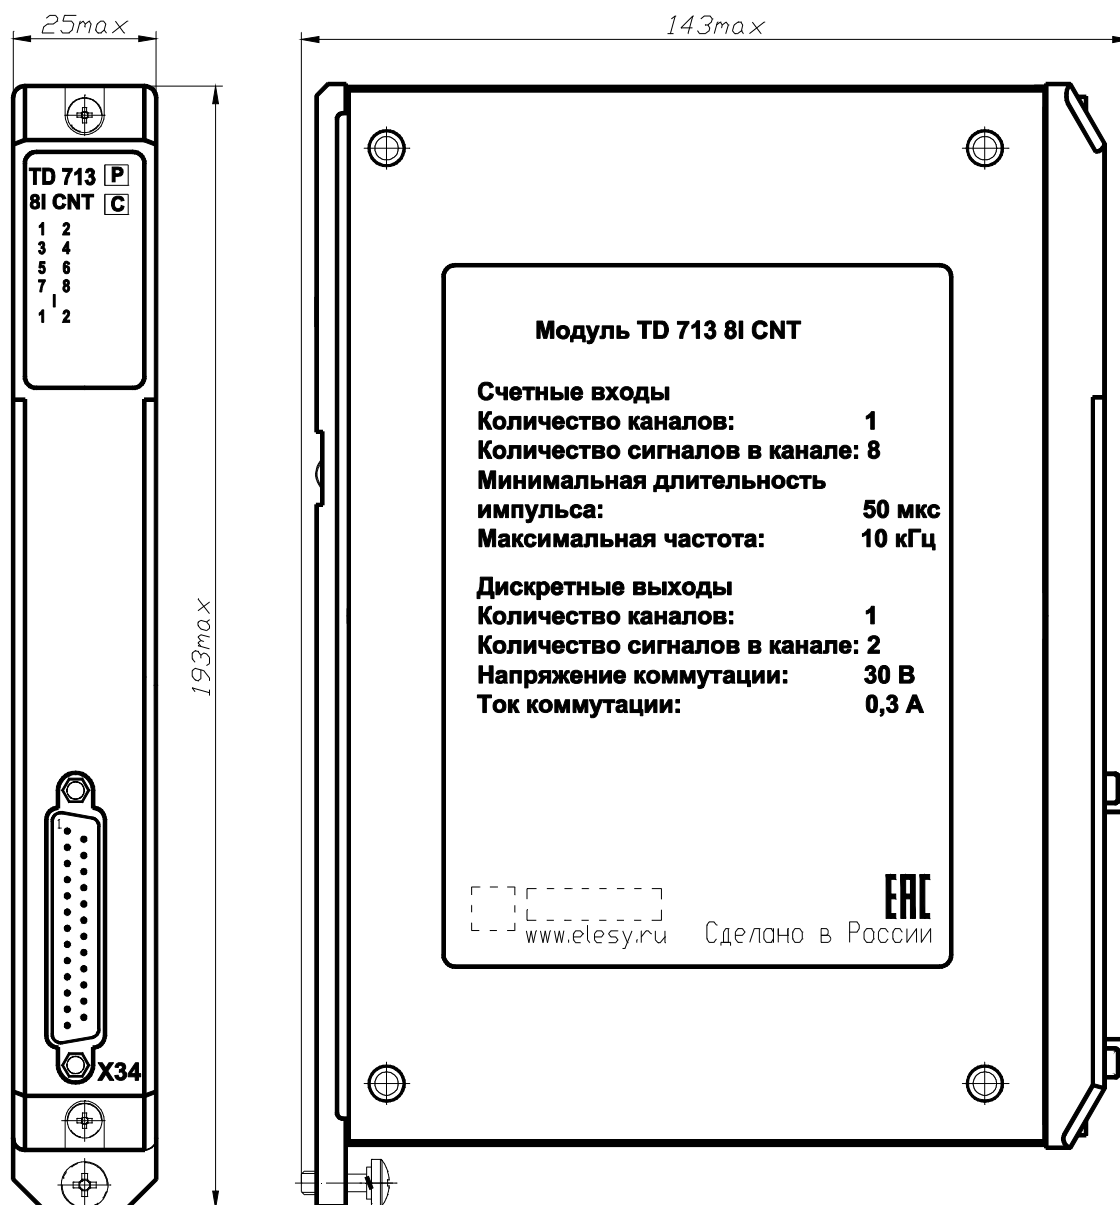 25max
143max
TD 713 P
8I CNT C
1 2
3 4
5 6
7 8
I
1 2
193max
1
X34
Модуль TD 713 8I CNT
Счетные входы
Количество каналов: 1
Количество сигналов в канале: 8
Минимальная длительность
импульса: 50 мкс
Максимальная частота: 10 кГц
Дискретные выходы
Количество каналов: 1
Количество сигналов в канале: 2
Напряжение коммутации: 30 В
Ток коммутации: 0,3 А
EAC
www.elesy.ru Сделано в России